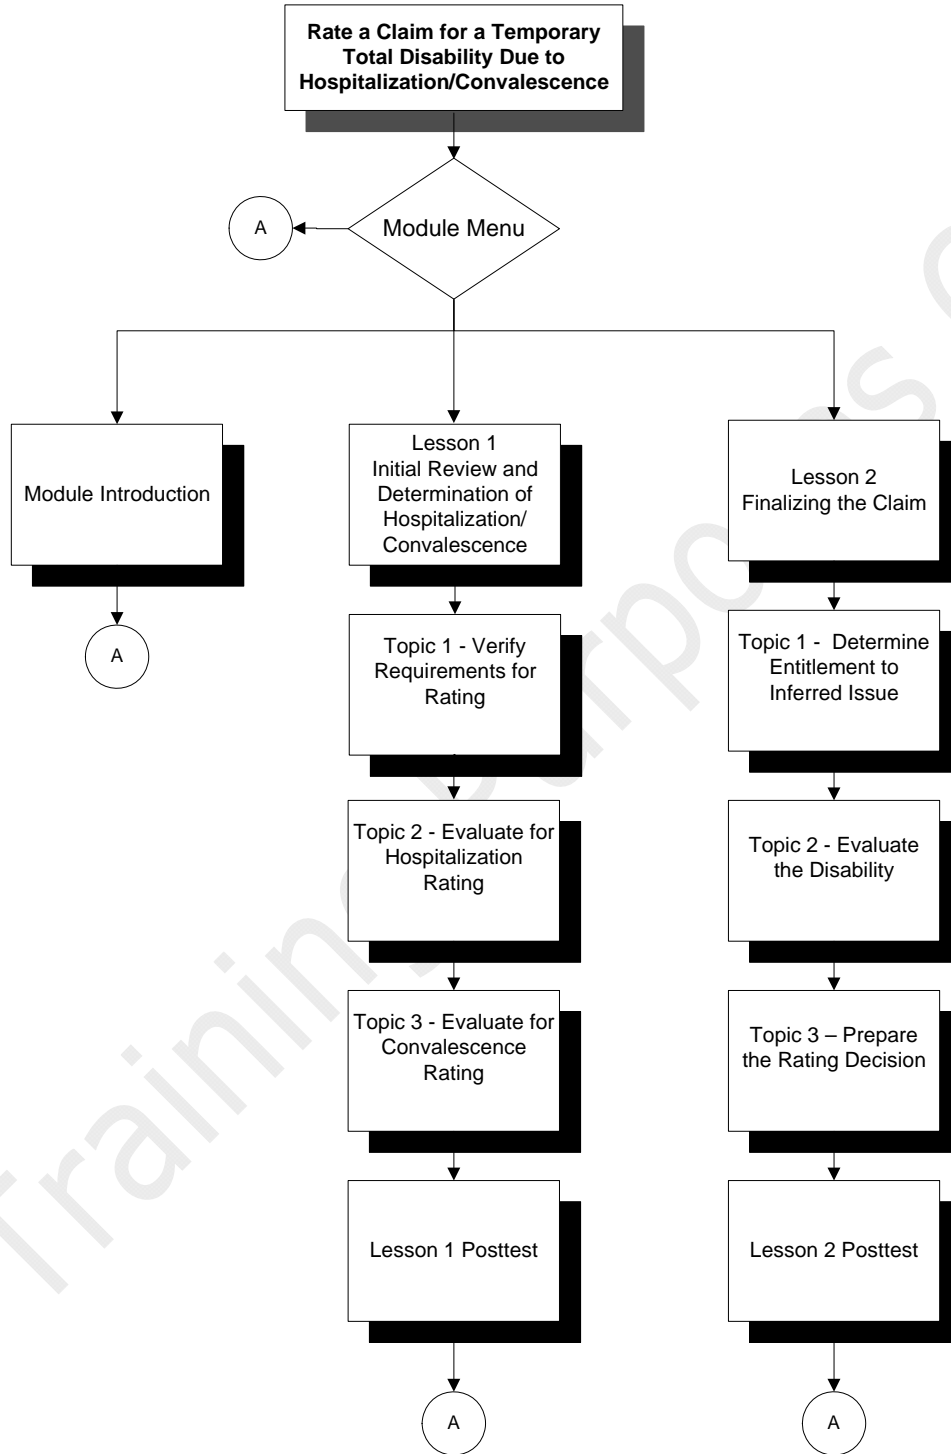 Rate a Claim for a Temporary
Total Disability Due to
Hospitalization/Convalescence
A
Module Menu
Module Introduction
A
Lesson 1
Initial Review and
Determination of
Hospitalization/
Convalescence
Topic 1 - Verify
Requirements for
Rating
Topic 2 - Evaluate for
Hospitalization
Rating
Topic 3 - Evaluate for
Convalescence
Rating
Lesson 1 Posttest
A
Lesson 2
Finalizing the Claim
Topic 1 -  Determine
Entitlement to
Inferred Issue
Topic 2 - Evaluate
the Disability
Topic 3 – Prepare
the Rating Decision
Lesson 2 Posttest
A
Training Purposes